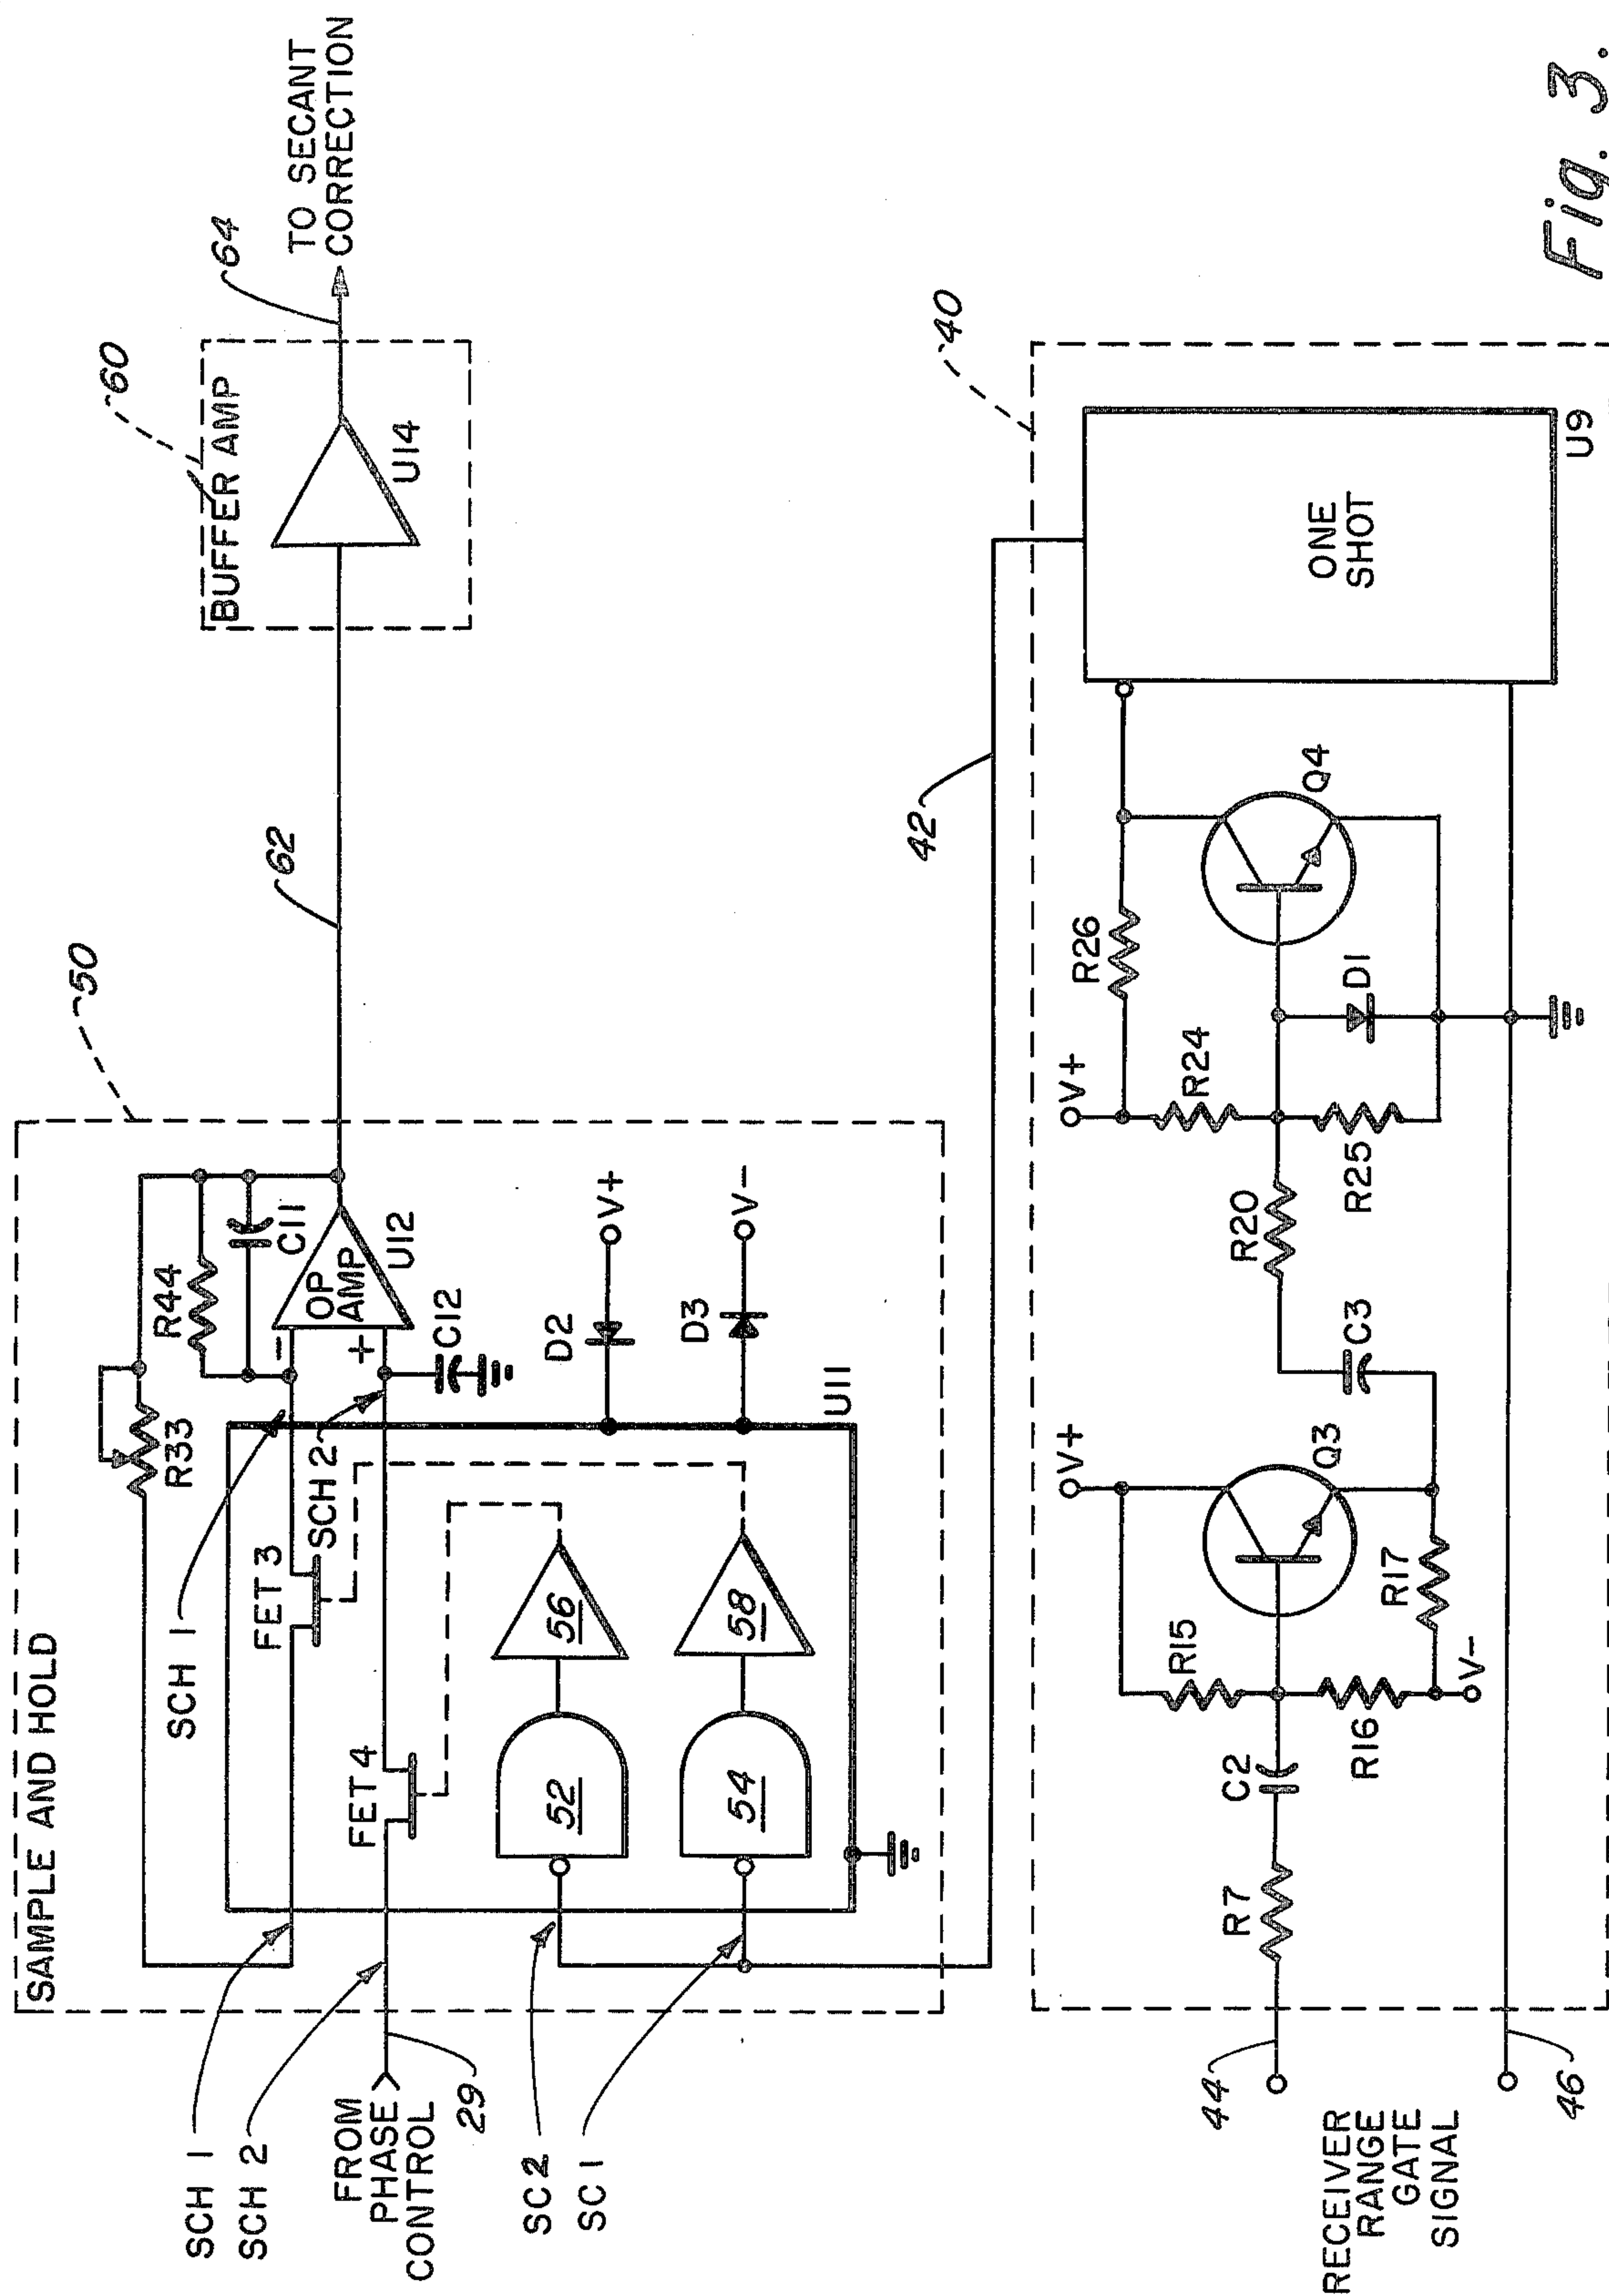 SAMPLE AND HOLD
50
R33
R44
C11
SCH 1
SCH 1
SCH 2
FROM
PHASE
CONTROL
29
FET 3
FET 4
SCH 2
-
+
OP
AMP
U12
C12
62
60
BUFFER AMP
U14
64
TO SECANT
CORRECTION
SC 2
SC 1
52
54
56
58
D2
V+
D3
V-
U11
42
40
RECEIVER
RANGE
GATE
SIGNAL
44
46
R7
C2
R15
R16
V+
Q3
R17
V-
C3
R20
V+
R24
R25
R26
D1
Q4
ONE
SHOT
U9
Fig. 3.